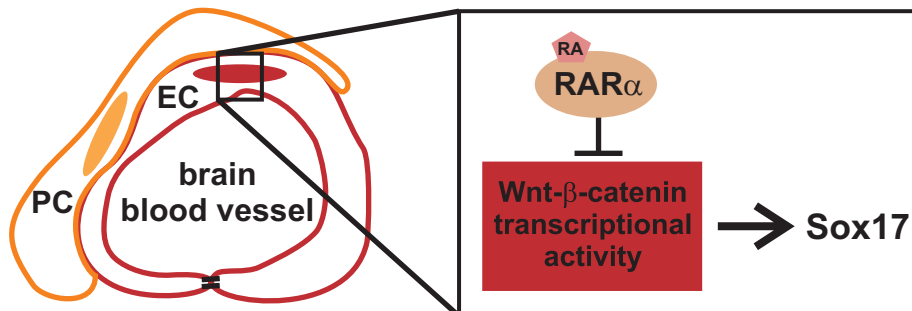 EC
PC
brain
blood vessel
RA
RARα
Wnt-β-catenin
transcriptional
activity
Sox17